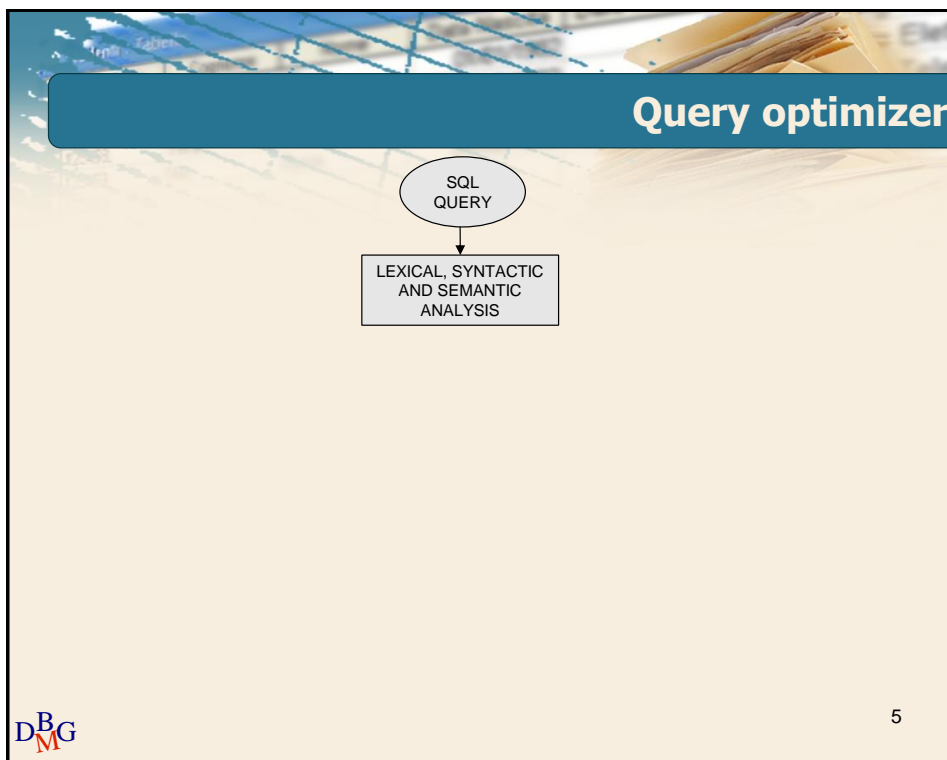 Query optimizer
SQL
QUERY
LEXICAL, SYNTACTIC
AND SEMANTIC
ANALYSIS
5
DBMG